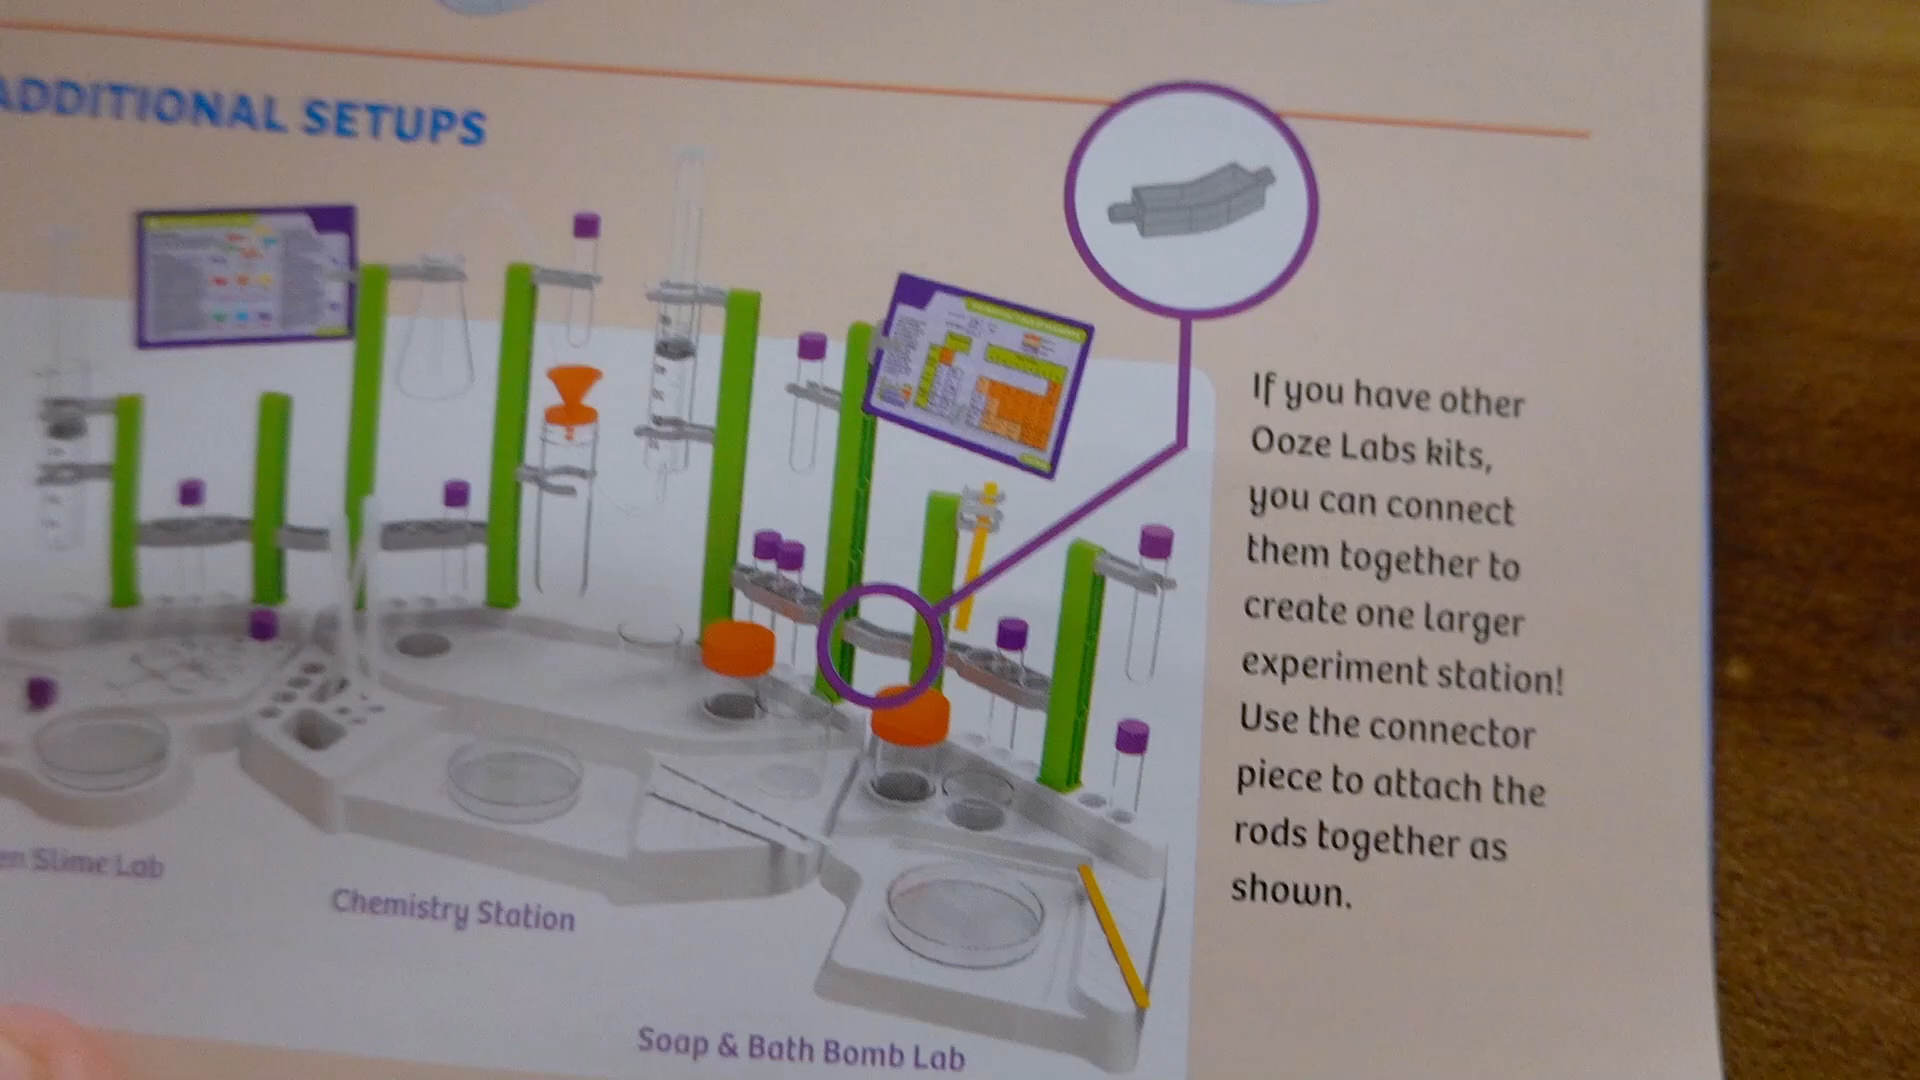 ADDITIONAL SETUPS
If you have other
Ooze Labs kits,
you can connect
them together to
create one larger
experiment station!
Use the connector
piece to attach the
rods together as
shown.
Slime Lab
Chemistry Station
Soap & Bath Bomb Lab